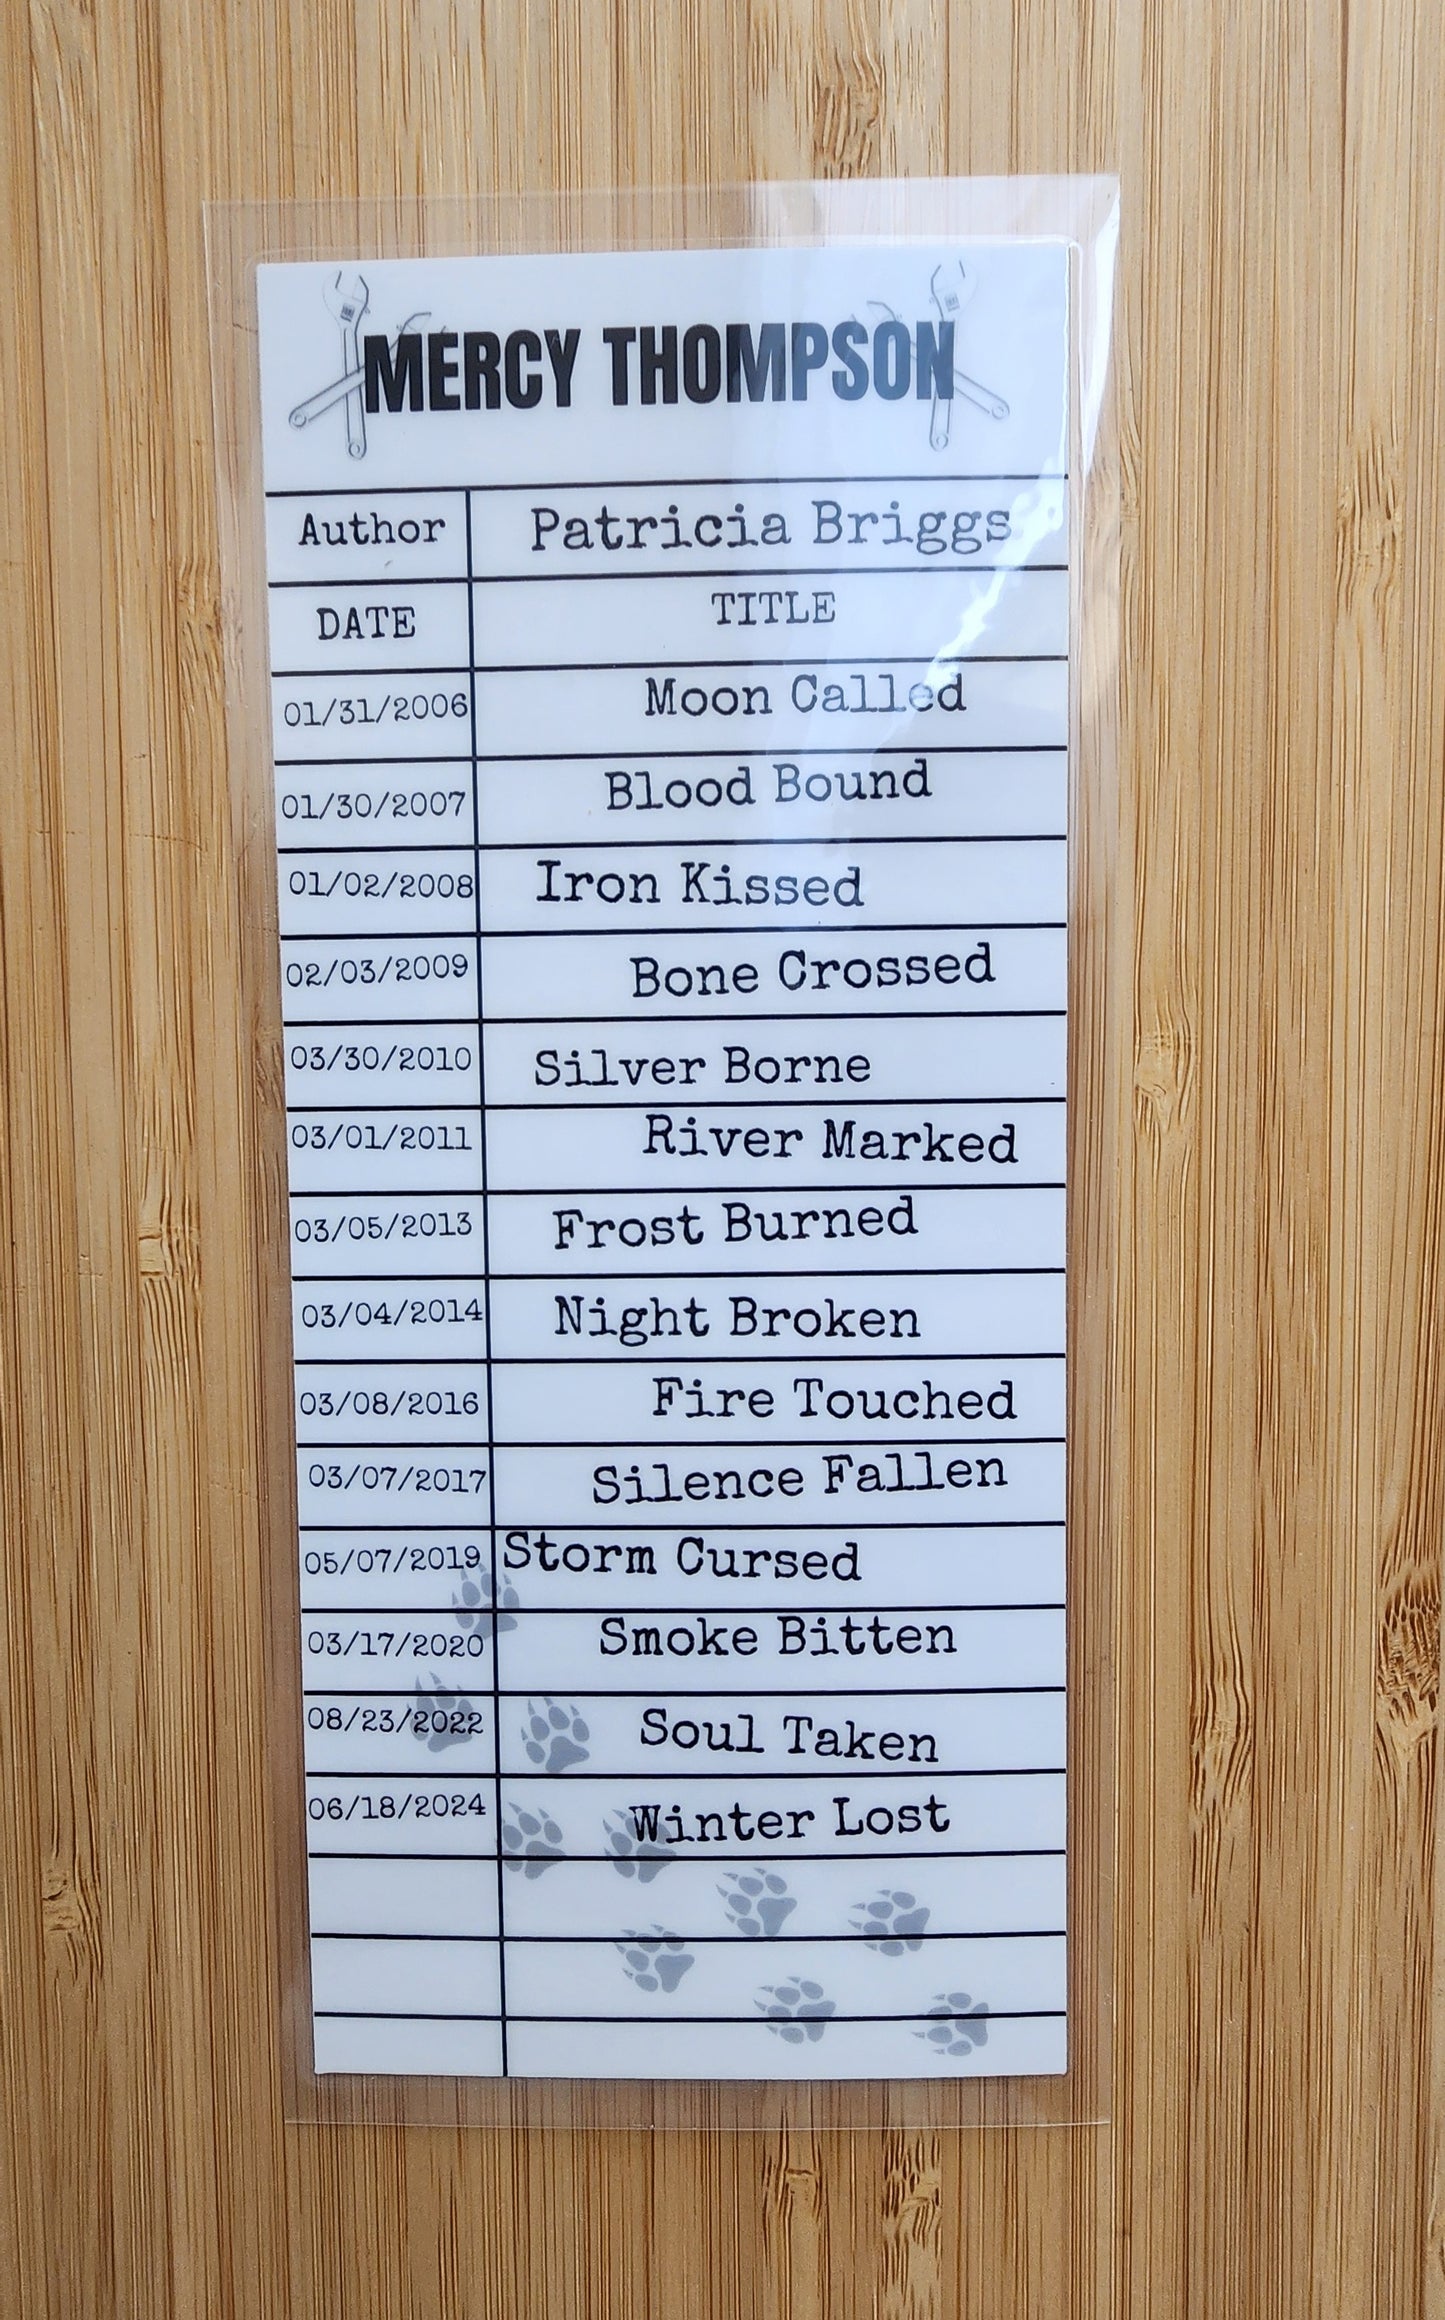 MERCY THOMPSON
Author Patricia Briggs
DATE TITLE
01/31/2006 Moon Called
01/30/2007 Blood Bound
01/02/2008 Iron Kissed
02/03/2009 Bone Crossed
03/30/2010 Silver Borne
03/01/2011 River Marked
03/05/2013 Frost Burned
03/04/2014 Night Broken
03/08/2016 Fire Touched
03/07/2017 Silence Fallen
05/07/2019 Storm Cursed
03/17/2020 Smoke Bitten
08/23/2022 Soul Taken
06/18/2024 Winter Lost